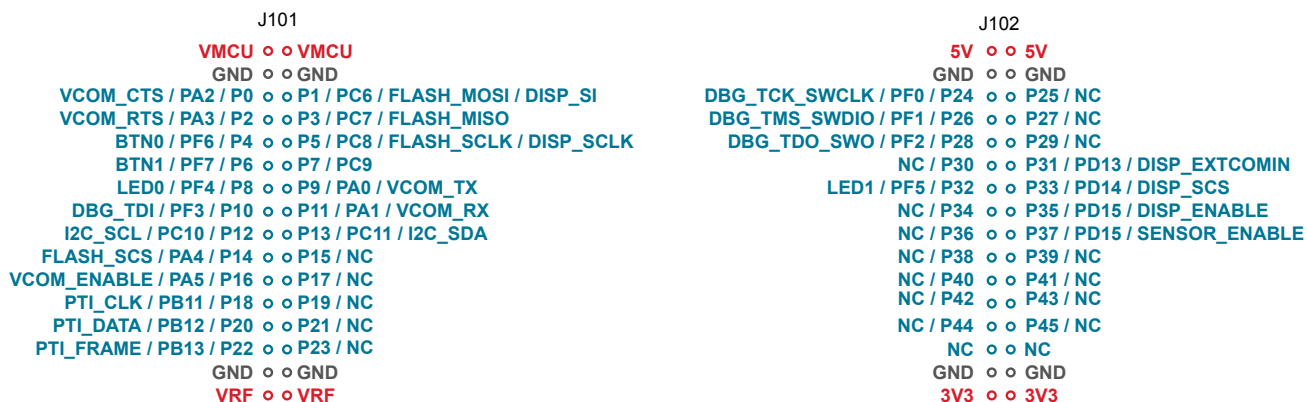 J101
VMCU VMCU
GND GND
VCOM_CTS / PA2 / P0 P1 / PC6 / FLASH_MOSI / DISP_SI
VCOM_RTS / PA3 / P2 P3 / PC7 / FLASH_MISO
BTN0 / PF6 / P4 P5 / PC8 / FLASH_SCLK / DISP_SCLK
BTN1 / PF7 / P6 P7 / PC9
LED0 / PF4 / P8 P9 / PA0 / VCOM_TX
DBG_TDI / PF3 / P10 P11 / PA1 / VCOM_RX
I2C_SCL / PC10 / P12 P13 / PC11 / I2C_SDA
FLASH_SCS / PA4 / P14 P15 / NC
VCOM_ENABLE / PA5 / P16 P17 / NC
PTI_CLK / PB11 / P18 P19 / NC
PTI_DATA / PB12 / P20 P21 / NC
PTI_FRAME / PB13 / P22 P23 / NC
GND GND
VRF VRF
J102
5V 5V
GND GND
DBG_TCK_SWCLK / PF0 / P24 P25 / NC
DBG_TMS_SWDIO / PF1 / P26 P27 / NC
DBG_TDO_SWO / PF2 / P28 P29 / NC
NC / P30 P31 / PD13 / DISP_EXTCOMIN
LED1 / PF5 / P32 P33 / PD14 / DISP_SCS
NC / P34 P35 / PD15 / DISP_ENABLE
NC / P36 P37 / PD15 / SENSOR_ENABLE
NC / P38 P39 / NC
NC / P40 P41 / NC
NC / P42 P43 / NC
NC / P44 P45 / NC
NC NC
GND GND
3V3 3V3